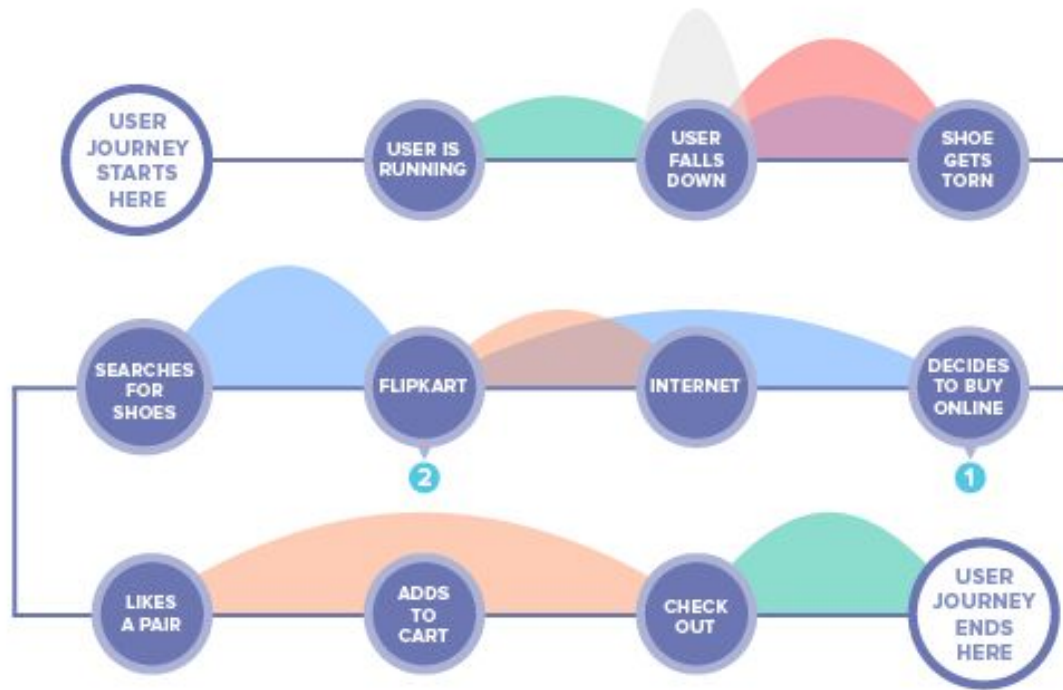 USER
JOURNEY
STARTS
HERE
USER IS
RUNNING
USER
FALLS
DOWN
SHOE
GETS
TORN
DECIDES
TO BUY
ONLINE
1
INTERNET
FLIPKART
2
SEARCHES
FOR
SHOES
LIKES
A PAIR
ADDS
TO
CART
CHECK
OUT
USER
JOURNEY
ENDS
HERE